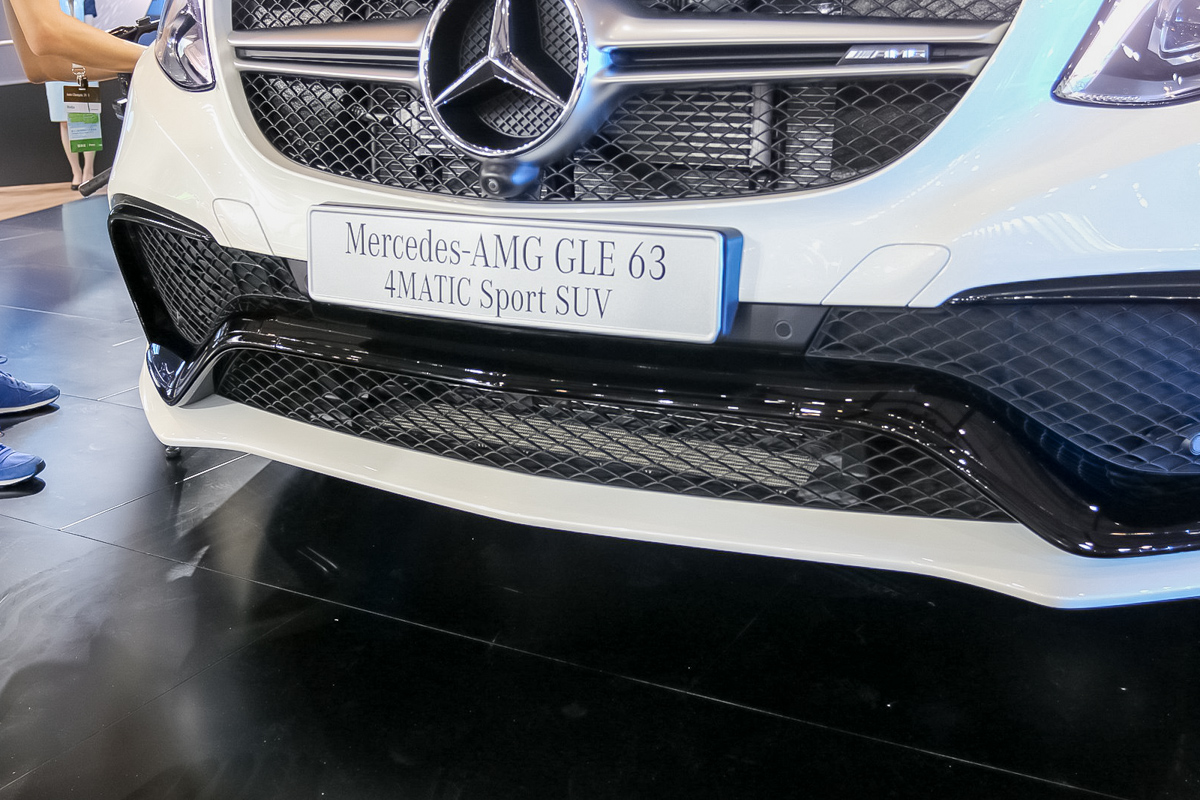 AMG
Mercedes-AMG GLE 63
4MATIC Sport SUV